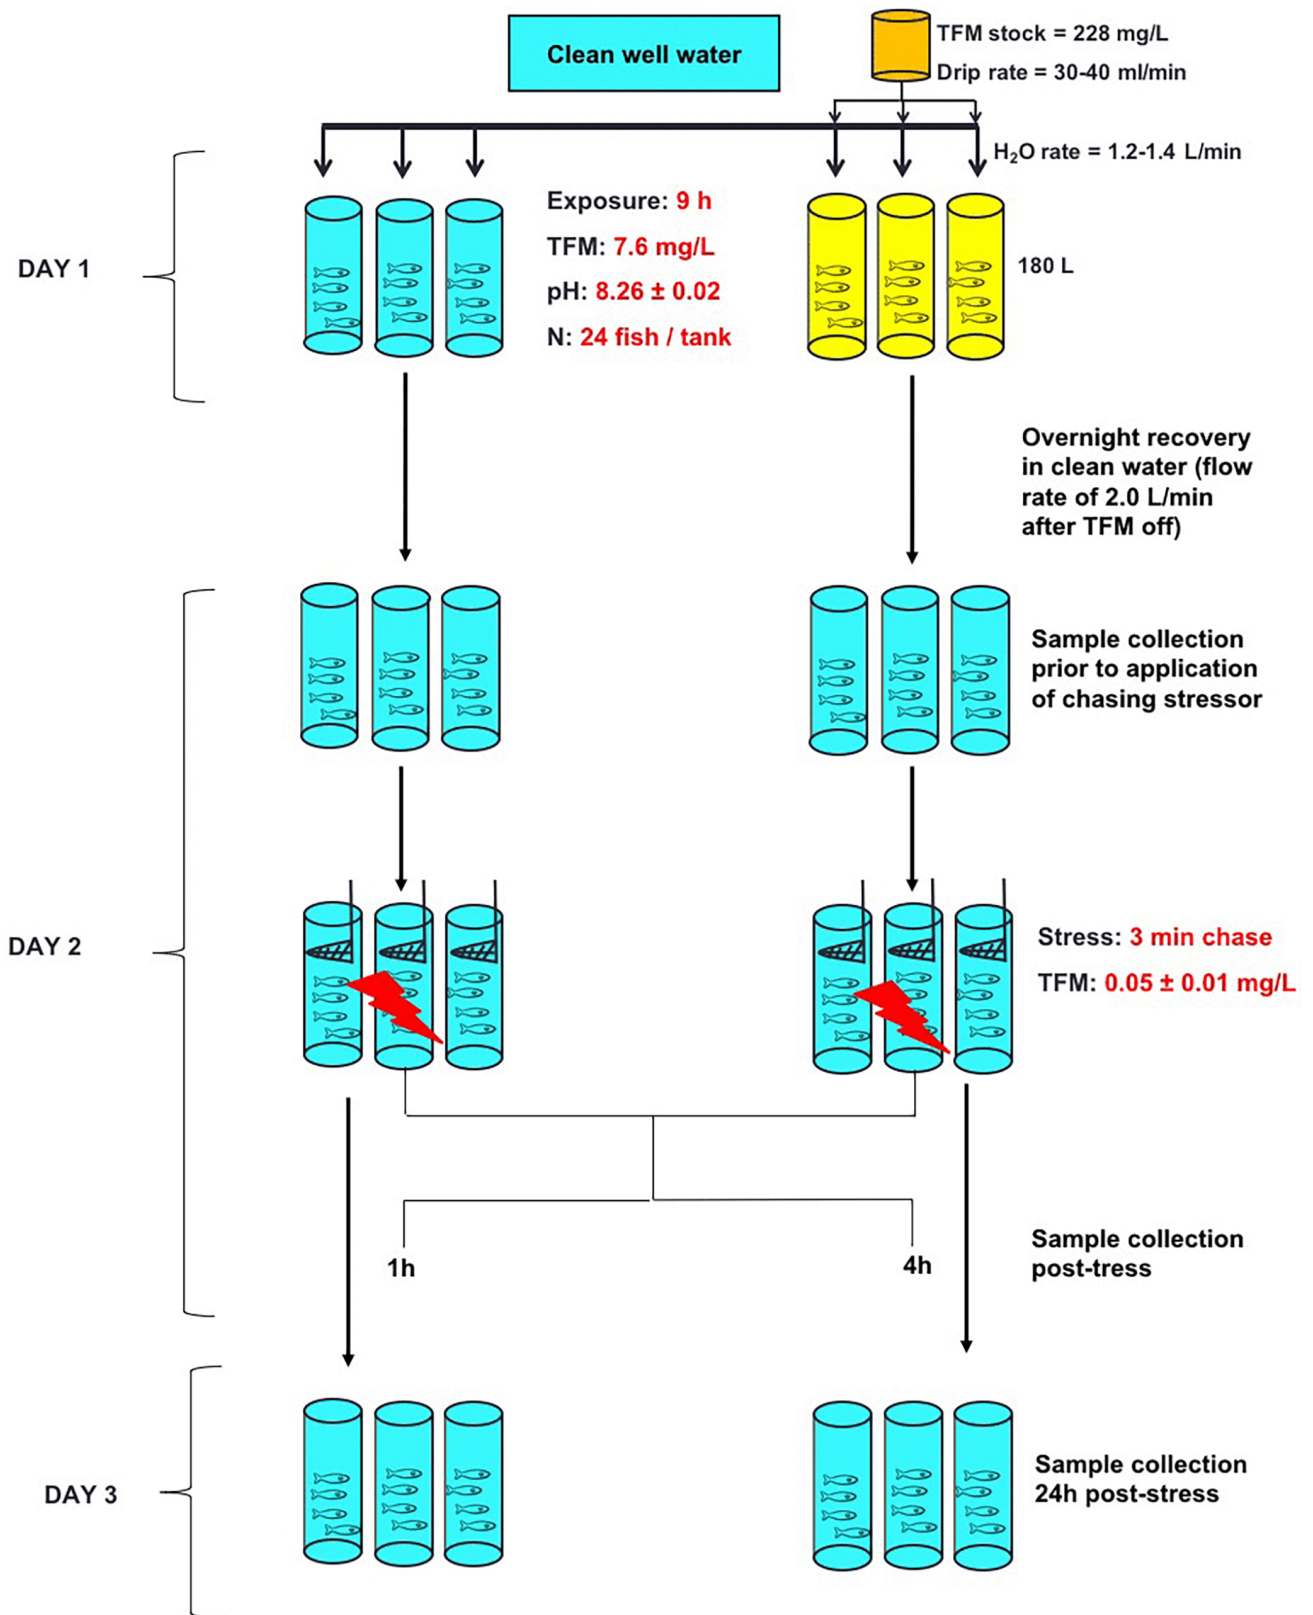 Clean well water
TFM stock = 228 mg/L
Drip rate = 30-40 ml/min
H₂O rate = 1.2-1.4 L/min
DAY 1
Exposure: 9 h
TFM: 7.6 mg/L
pH: 8.26 ± 0.02
N: 24 fish / tank
180 L
Overnight recovery
in clean water (flow
rate of 2.0 L/min
after TFM off)
Sample collection
prior to application
of chasing stressor
DAY 2
Stress: 3 min chase
TFM: 0.05 ± 0.01 mg/L
1h
4h
Sample collection
post-tress
DAY 3
Sample collection
24h post-stress